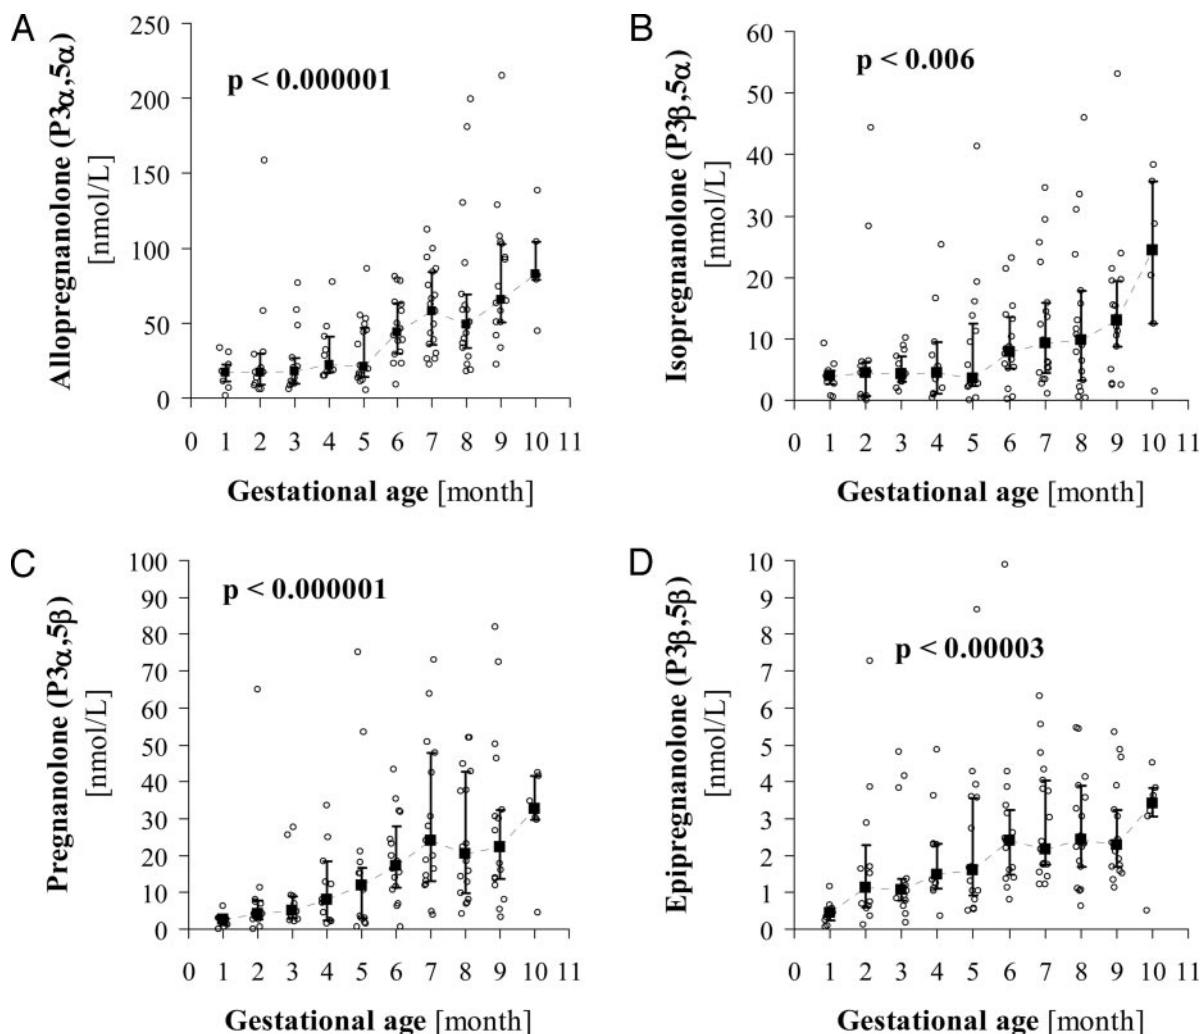 A
Allopregnanolone (P3α,5α)
[nmol/L]
250
200
150
100
50
0
p < 0.000001
0 1 2 3 4 5 6 7 8 9 10 11
Gestational age [month]
B
Isopregnanolone (P3β,5α)
[nmol/L]
60
50
40
30
20
10
0
p < 0.006
0 1 2 3 4 5 6 7 8 9 10 11
Gestational age [month]
C
Pregnanolone (P3α,5β)
[nmol/L]
100
90
80
70
60
50
40
30
20
10
0
p < 0.000001
0 1 2 3 4 5 6 7 8 9 10 11
Gestational age [month]
D
Epipregnanolone (P3β,5β)
[nmol/L]
10
9
8
7
6
5
4
3
2
1
0
p < 0.00003
0 1 2 3 4 5 6 7 8 9 10 11
Gestational age [month]